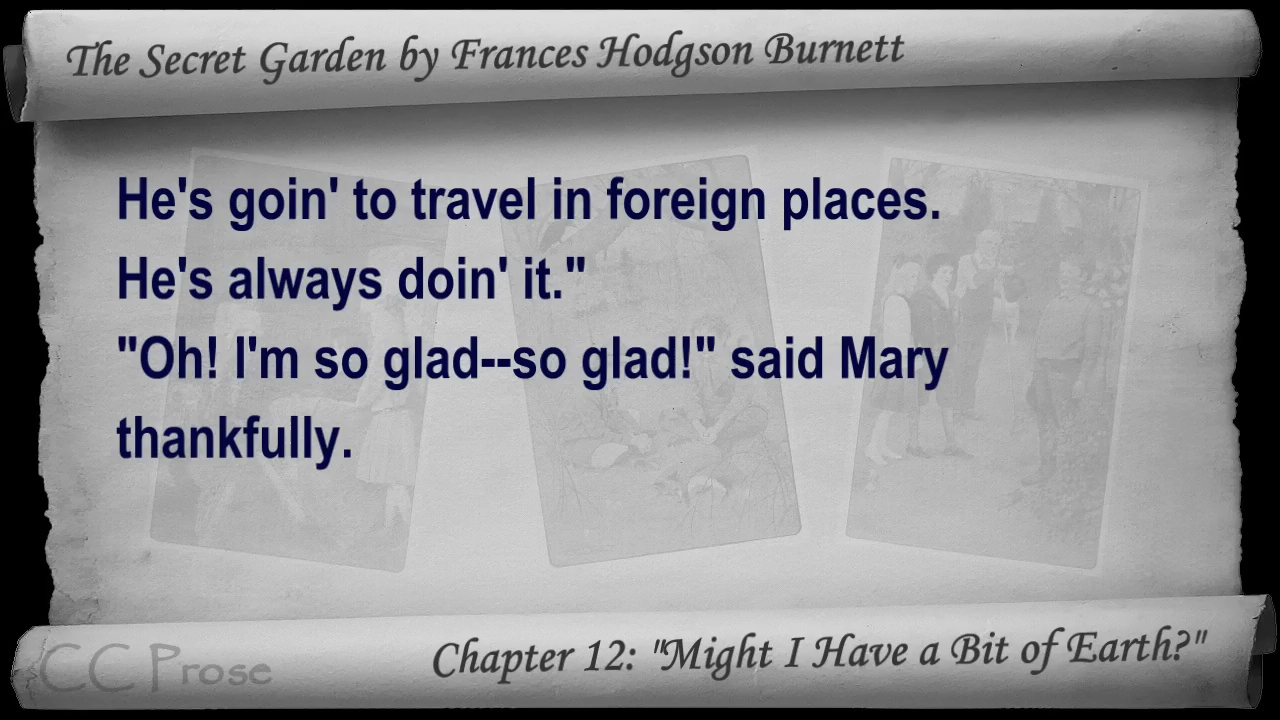 The Secret Garden by Frances Hodgson Burnett
He's goin' to travel in foreign places.
He's always doin' it."
"Oh! I'm so glad--so glad!" said Mary
thankfully.
CC Prose
Chapter 12: "Might I Have a Bit of Earth?"